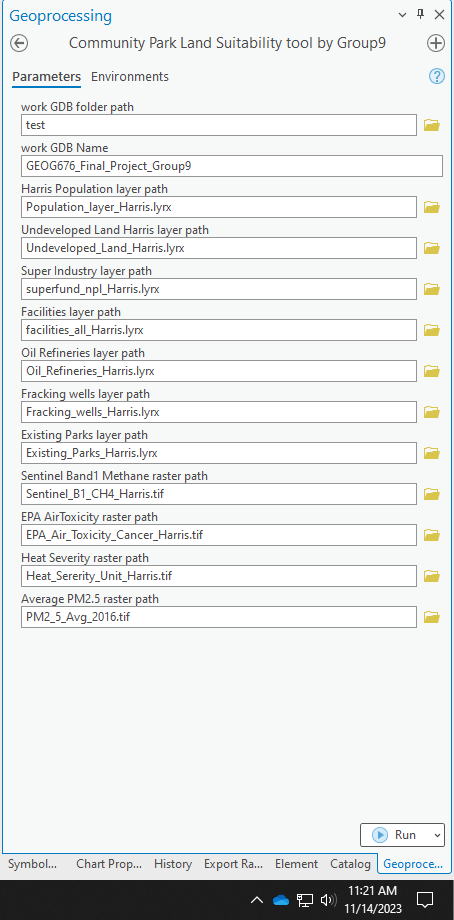 Geoprocessing
Community Park Land Suitability tool by Group9
Parameters Environments
?
work GDB folder path
test
work GDB Name
GEOG676_Final_Project_Group9
Harris Population layer path
Population_layer_Harris.lyrx
Undeveloped Land Harris layer path
Undeveloped_Land_Harris.lyrx
Super Industry layer path
superfund_npl_Harris.lyrx
Facilities layer path
facilities_all_Harris.lyrx
Oil Refineries layer path
Oil_Refineries_Harris.lyrx
Fracking wells layer path
Fracking_wells_Harris.lyrx
Existing Parks layer path
Existing_Parks_Harris.lyrx
Sentinel Band1 Methane raster path
Sentinel_B1_CH4_Harris.tif
EPA AirToxicity raster path
EPA_Air_Toxicity_Cancer_Harris.tif
Heat Severity raster path
Heat_Sererity_Unit_Harris.tif
Average PM2.5 raster path
PM2_5_Avg_2016.tif
Run
Symbol... Chart Prop... History Export Ra... Element Catalog Geoproce...
11:21 AM
11/14/2023